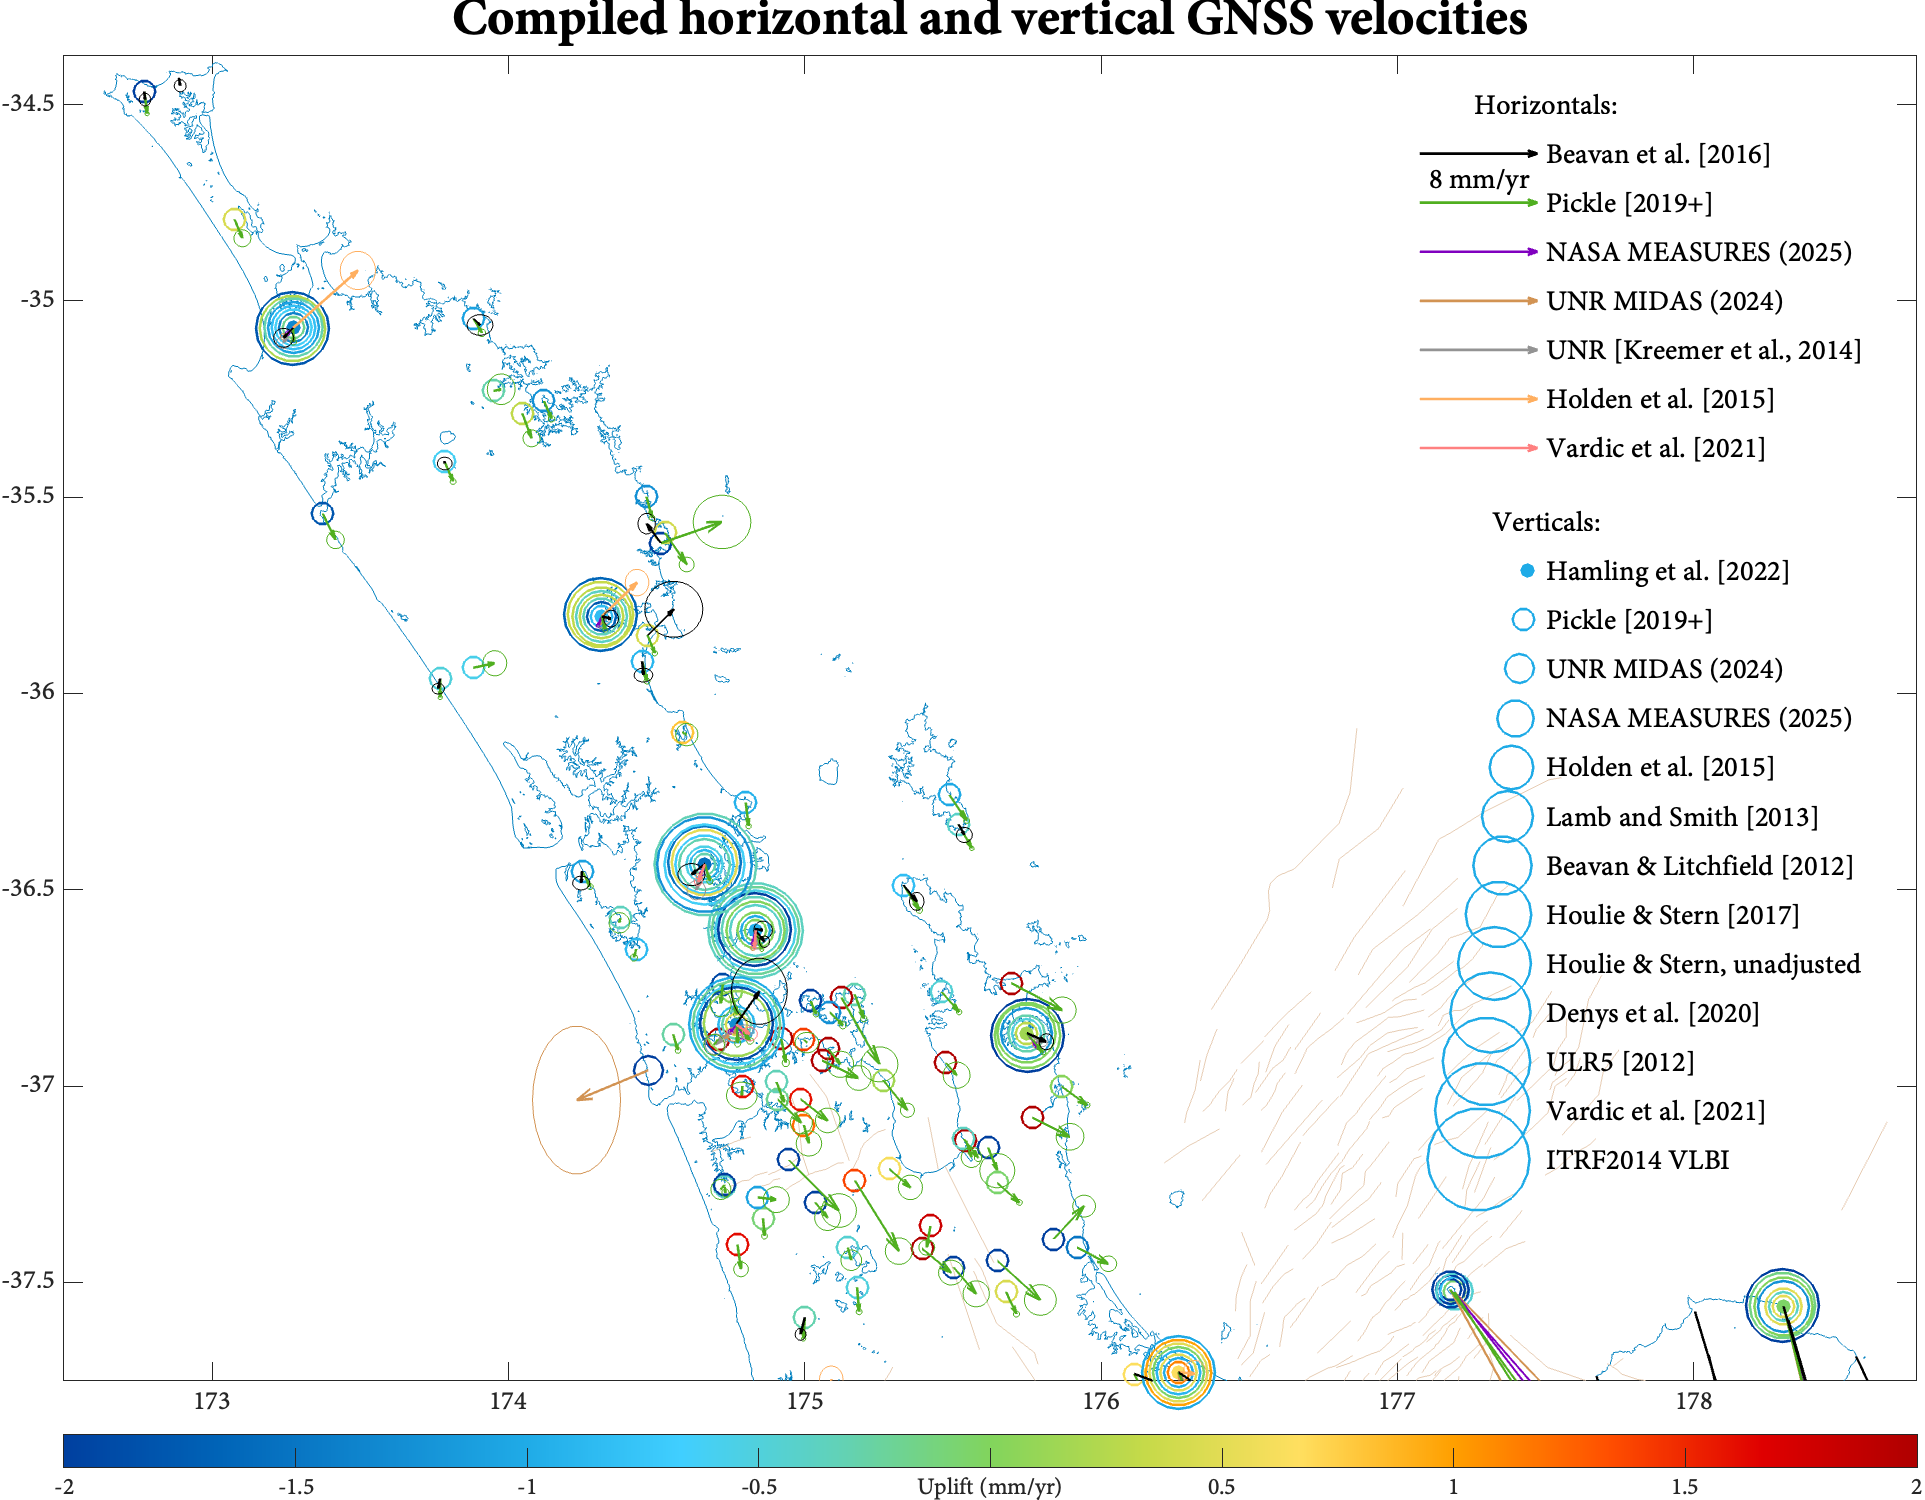 Compiled horizontal and vertical GNSS velocities
-34.5
-35
-35.5
-36
-36.5
-37
-37.5
Horizontals:
Beavan et al. [2016]
8 mm/yr
Pickle [2019+]
NASA MEASURES (2025)
UNR MIDAS (2024)
UNR [Kreemer et al., 2014]
Holden et al. [2015]
Vardic et al. [2021]
Verticals:
Hamling et al. [2022]
Pickle [2019+]
UNR MIDAS (2024)
NASA MEASURES (2025)
Holden et al. [2015]
Lamb and Smith [2013]
Beavan & Litchfield [2012]
Houlie & Stern [2017]
Houlie & Stern, unadjusted
Denys et al. [2020]
ULR5 [2012]
Vardic et al. [2021]
ITRF2014 VLBI
173 174 175 176 177 178
-2 -1.5 -1 -0.5 Uplift (mm/yr) 0.5 1 1.5 2